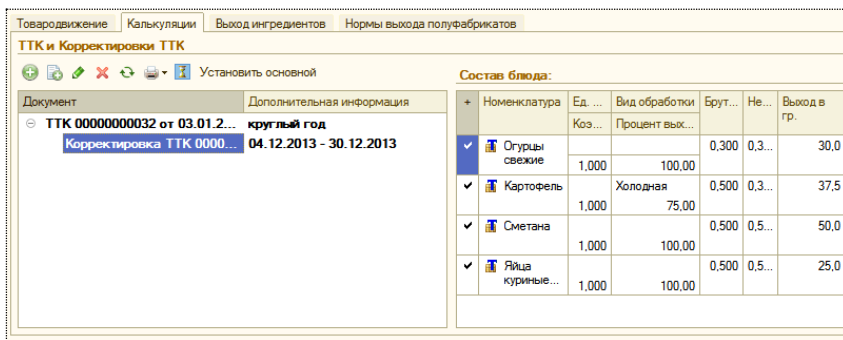 Товародвижение Калькуляции Выход ингредиентов Нормы выхода полуфабрикатов
ТТК и Корректировки ТТК
Установить основной
Состав блюда:
Документ Дополнительная информация
ТТК 00000000032 от 03.01.2... круглый год
Корректировка ТТК 0000... 04.12.2013 - 30.12.2013
+ Номенклатура Ед. ... Вид обработки Брут... Не... Выход в
гр.
Коэ... Процент вых...
Огурцы 0,300 0,3... 30,0
свежие
1,000 100,00
Картофель Холодная 0,500 0,3... 37,5
1,000 75,00
Сметана 0,500 0,5... 50,0
1,000 100,00
Яйца 0,500 0,5... 25,0
куриные...
1,000 100,00